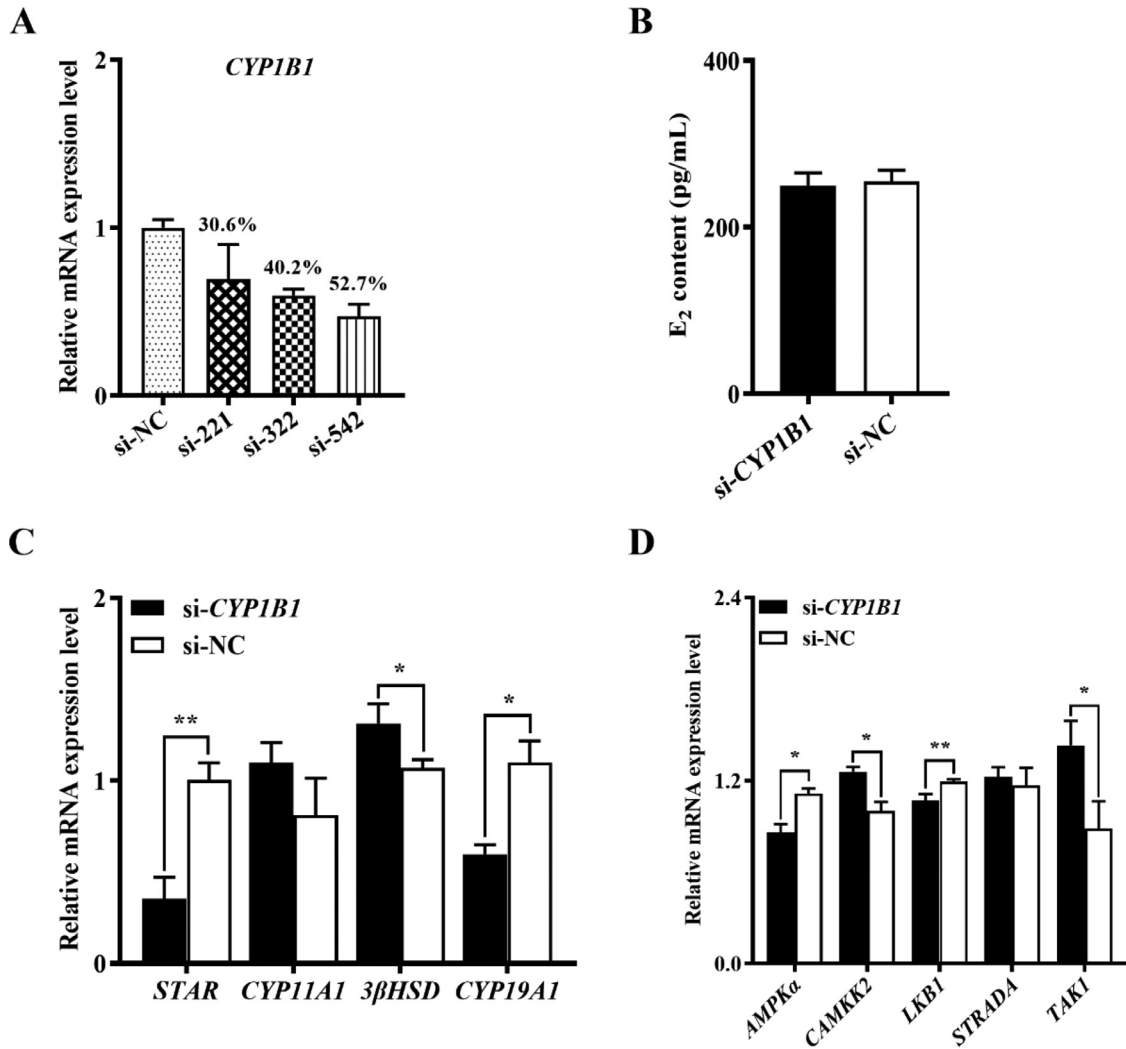 A
Relative mRNA expression level
2
1
0
CYP1B1
30.6%
40.2%
52.7%
si-NC
si-221
si-322
si-542
B
E₂ content (pg/mL)
400
200
0
si-CYP1B1
si-NC
C
Relative mRNA expression level
2
1
0
si-CYP1B1
si-NC
**
*
*
STAR
CYP11A1
3βHSD
CYP19A1
D
Relative mRNA expression level
2.4
1.2
0.0
si-CYP1B1
si-NC
*
*
**
*
AMPKα
CAMKK2
LKB1
STRADA
TAK1